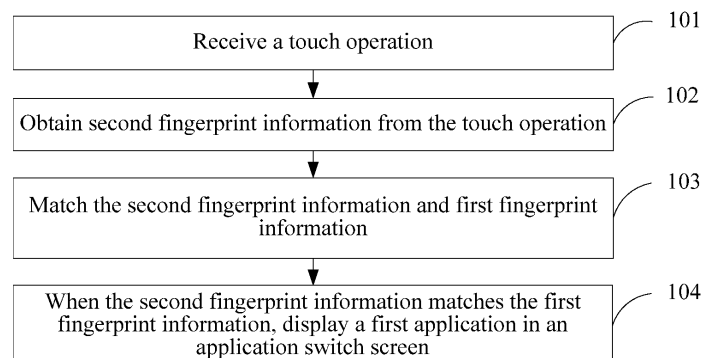 Receive a touch operation
101
Obtain second fingerprint information from the touch operation
102
Match the second fingerprint information and first fingerprint
information
103
When the second fingerprint information matches the first
fingerprint information, display a first application in an
application switch screen
104